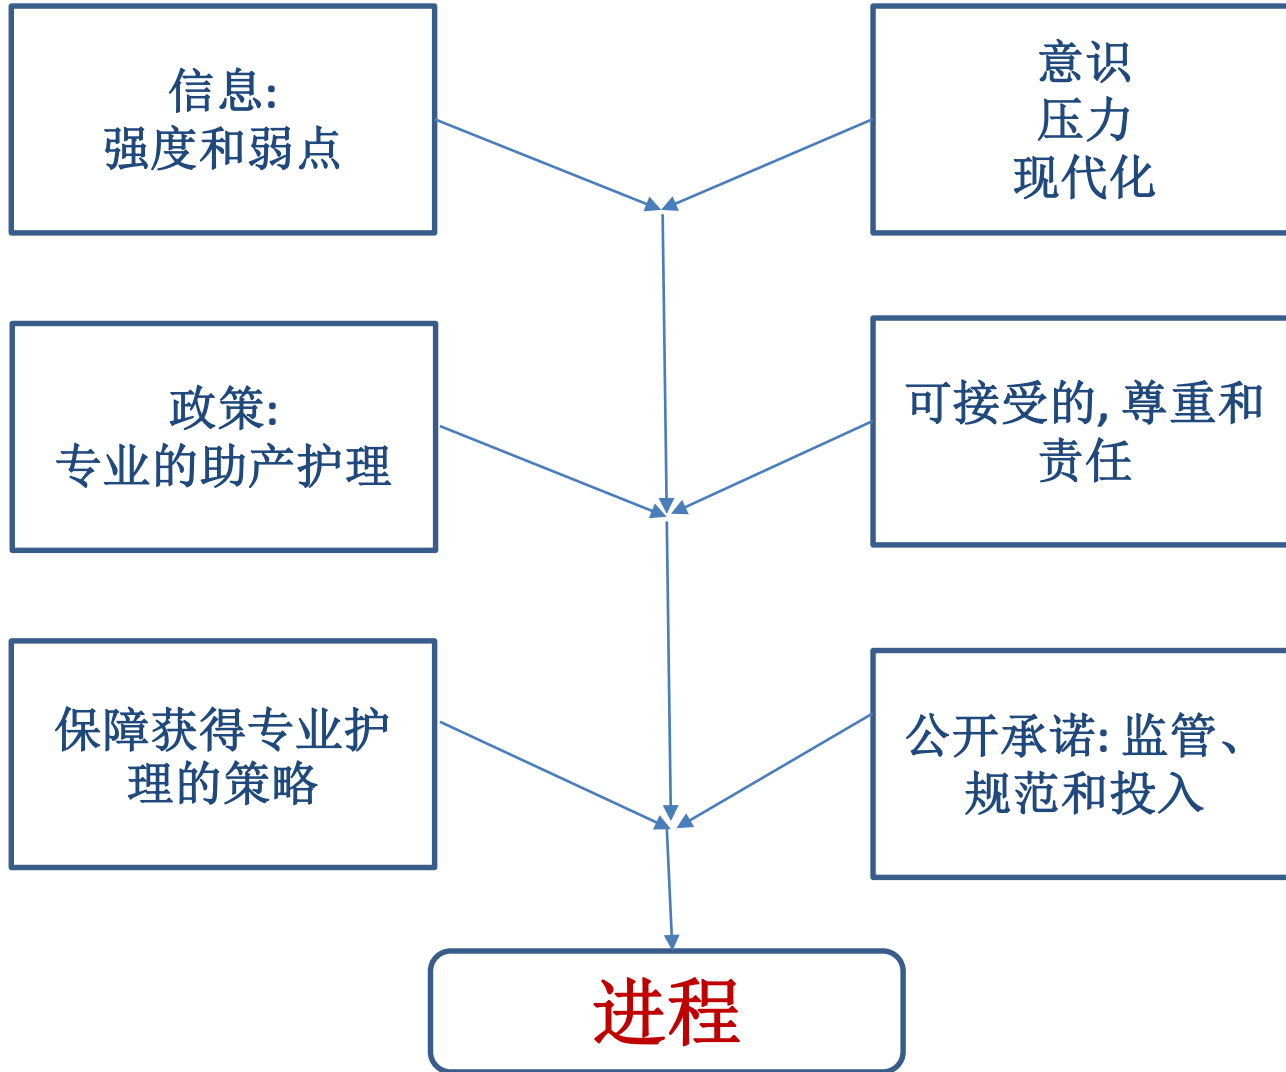 信息:
强度和弱点
意识
压力
现代化
政策:
专业的助产护理
可接受的, 尊重和
责任
保障获得专业护
理的策略
公开承诺: 监管、
规范和投入
进程